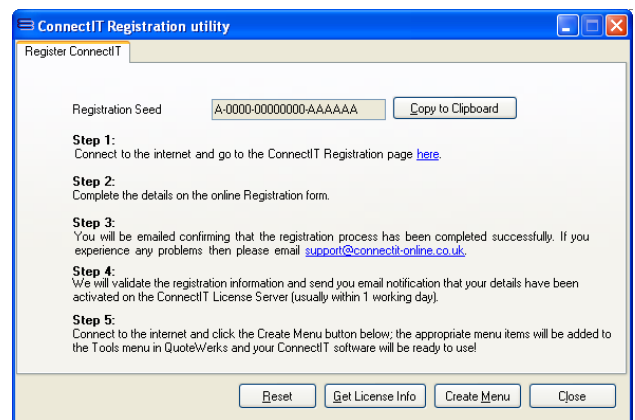 ConnectIT Registration utility
Register ConnectIT
Registration Seed A-0000-00000000-AAAAAA Copy to Clipboard
Step 1:
Connect to the internet and go to the ConnectIT Registration page here.
Step 2:
Complete the details on the online Registration form.
Step 3:
You will be emailed confirming that the registration process has been completed successfully. If you
experience any problems then please email support@connectit-online.co.uk.
Step 4:
We will validate the registration information and send you email notification that your details have been
activated on the ConnectIT License Server (usually within 1 working day).
Step 5:
Connect to the internet and click the Create Menu button below; the appropriate menu items will be added to
the Tools menu in QuoteWerks and your ConnectIT software will be ready to use!
Reset Get License Info Create Menu Close